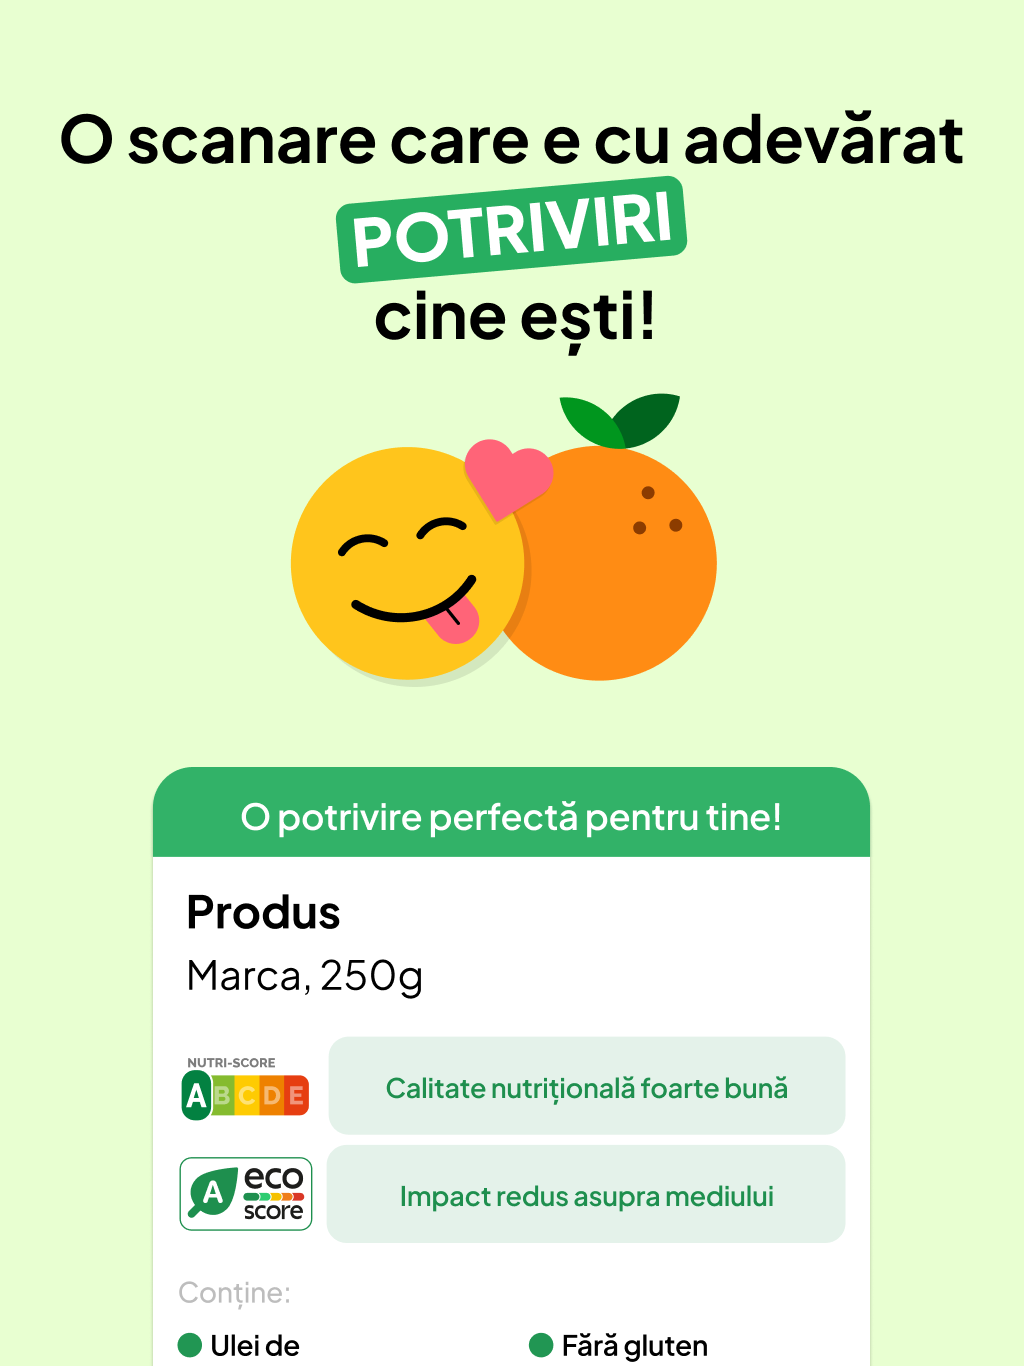 O scanare care e cu adevărat
POTRIVIRI
cine ești!
O potrivire perfectă pentru tine!
Produs
Marca, 250g
NUTRI-SCORE
A B C D E
Calitate nutrițională foarte bună
A eco
score
Impact redus asupra mediului
Conține:
Ulei de
Fără gluten